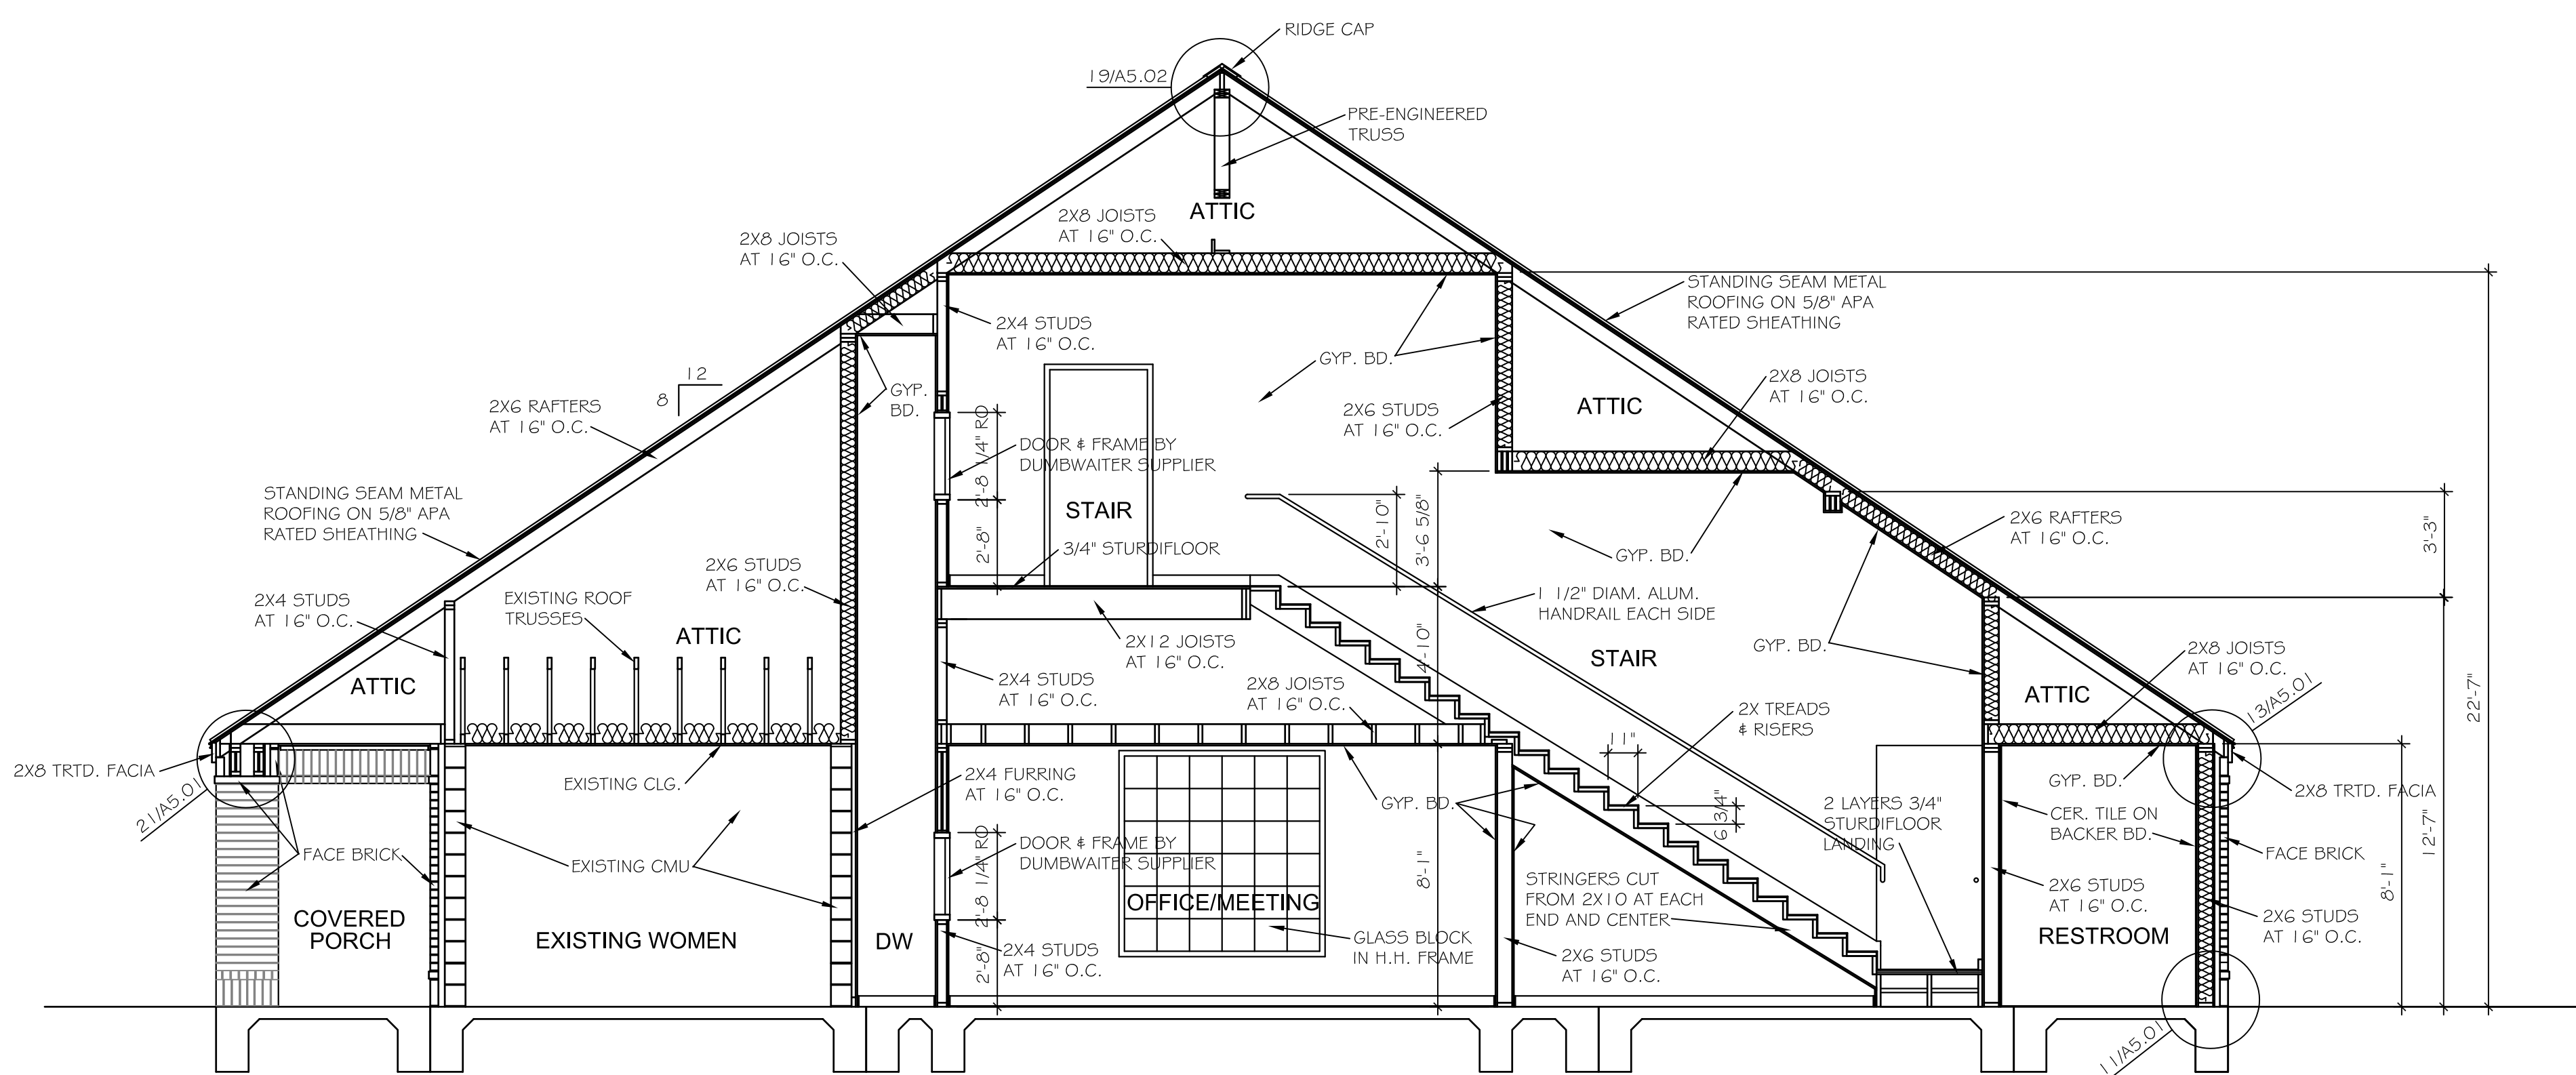 RIDGE CAP
19/A5.02
PRE-ENGINEERED
TRUSS
ATTIC
2X8 JOISTS
AT 16" O.C.
2X8 JOISTS
AT 16" O.C.
STANDING SEAM METAL
ROOFING ON 5/8" APA
RATED SHEATHING
2X4 STUDS
AT 16" O.C.
GYP. BD.
12
8
GYP.
BD.
2X6 RAFTERS
AT 16" O.C.
2X8 JOISTS
AT 16" O.C.
ATTIC
2X6 STUDS
AT 16" O.C.
2'-8 1/4" RO
DOOR & FRAME BY
DUMBWAITER SUPPLIER
STANDING SEAM METAL
ROOFING ON 5/8" APA
RATED SHEATHING
STAIR
2'-8"
3/4" STURDIFLOOR
2'-10"
3'-6 5/8"
GYP. BD.
2X6 RAFTERS
AT 16" O.C.
3'-3"
2X6 STUDS
AT 16" O.C.
2X4 STUDS
AT 16" O.C.
EXISTING ROOF
TRUSSES
ATTIC
1 1/2" DIAM. ALUM.
HANDRAIL EACH SIDE
2X12 JOISTS
AT 16" O.C.
4'-10"
STAIR
GYP. BD.
2X8 JOISTS
AT 16" O.C.
ATTIC
2X4 STUDS
AT 16" O.C.
2X8 JOISTS
AT 16" O.C.
ATTIC
13/A5.01
22'-7"
2X TREADS
& RISERS
11"
2X8 TRTD. FACIA
21/A5.01
EXISTING CLG.
2X4 FURRING
AT 16" O.C.
GYP. BD.
6 3/4"
2 LAYERS 3/4"
STURDIFLOOR
LANDING
GYP. BD.
CER. TILE ON
BACKER BD.
2X8 TRTD. FACIA
12'-7"
FACE BRICK
EXISTING CMU
2'-8 1/4" RO
DOOR & FRAME BY
DUMBWAITER SUPPLIER
8'-1"
FACE BRICK
8'-1"
STRINGERS CUT
FROM 2X10 AT EACH
END AND CENTER
2X6 STUDS
AT 16" O.C.
COVERED
PORCH
EXISTING WOMEN
DW
OFFICE/MEETING
2'-8"
2X4 STUDS
AT 16" O.C.
GLASS BLOCK
IN H.H. FRAME
2X6 STUDS
AT 16" O.C.
RESTROOM
2X6 STUDS
AT 16" O.C.
11/A5.01